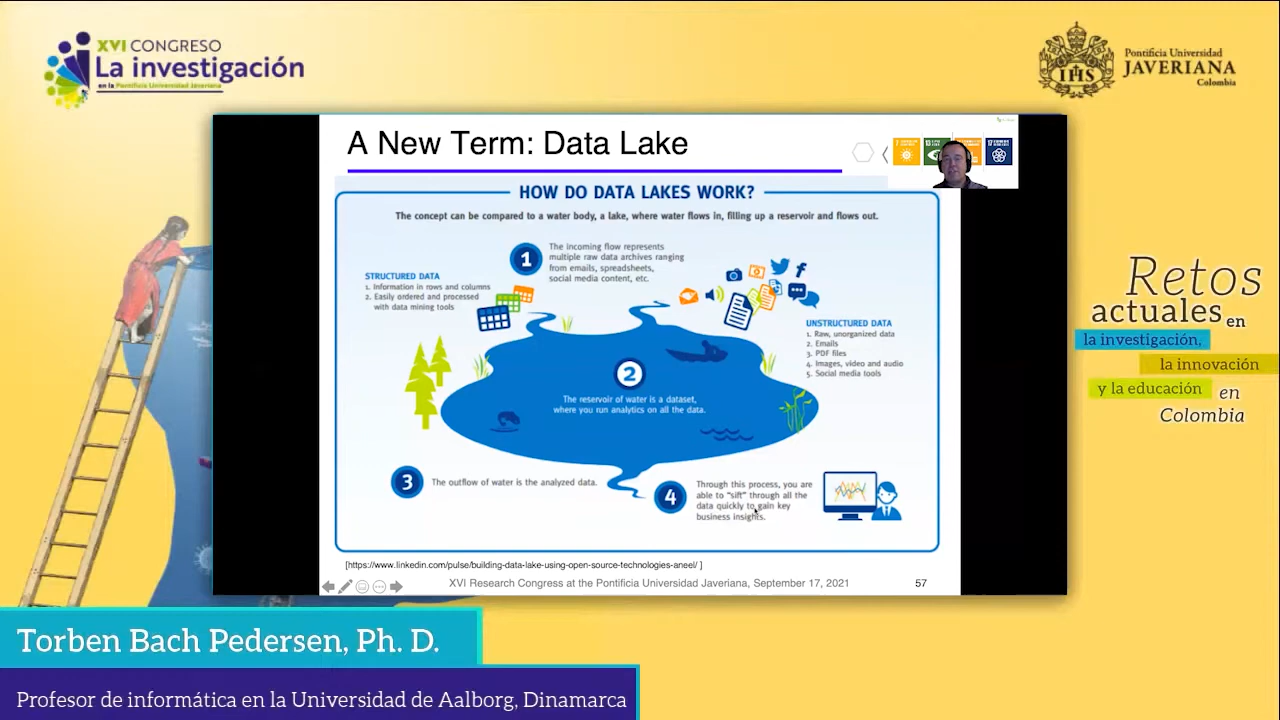 XVI CONGRESO
La investigación
en la Pontificia Universidad Javeriana
Pontificia Universidad
JAVERIANA
Colombia
IHS
A New Term: Data Lake
HOW DO DATA LAKES WORK?
The concept can be compared to a water body, a lake, where water flows in, filling up a reservoir and flows out.
1
The incoming flow represents
multiple raw data archives ranging
from emails, spreadsheets,
social media content, etc.
STRUCTURED DATA
1. Information in rows and columns
2. Easily ordered and processed
with data mining tools
UNSTRUCTURED DATA
1. Raw, unorganized data
2. Emails
3. PDF files
4. Images, video and audio
5. Social media tools
2
The reservoir of water is a dataset,
where you run analytics on all the data.
3
The outflow of water is the analyzed data.
4
Through this process, you are
able to "sift" through all the
data quickly to gain key
business insights.
[https://www.linkedin.com/pulse/building-data-lake-using-open-source-technologies-aneel/ ]
XVI Research Congress at the Pontificia Universidad Javeriana, September 17, 2021
57
Retos
actuales en
la investigación,
la innovación
y la educación en
Colombia
Torben Bach Pedersen, Ph. D.
Profesor de informática en la Universidad de Aalborg, Dinamarca